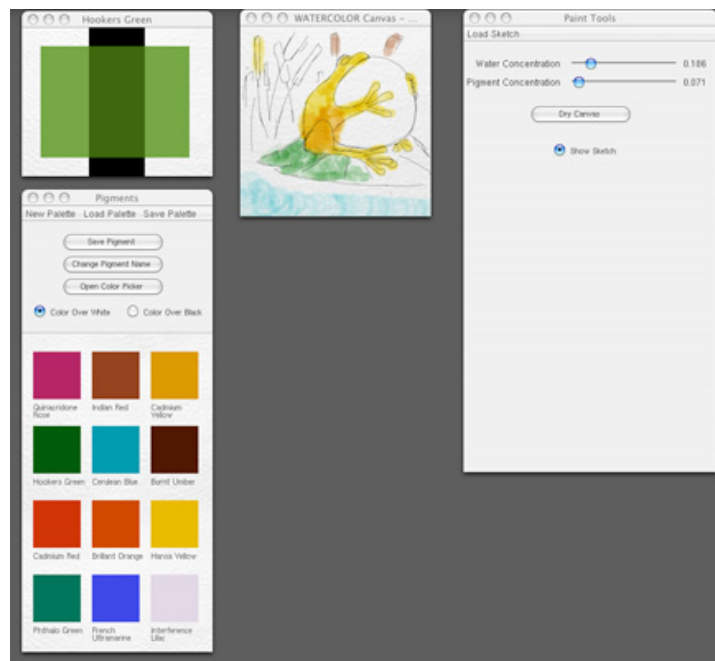 Hookers Green
WATERCOLOR Canvas - ...
Paint Tools
Load Sketch
Water Concentration 0.186
Pigment Concentration 0.071
Dry Canvas
Show Sketch
Pigments
New Palette Load Palette Save Palette
Save Pigment
Change Pigment Name
Open Color Picker
Color Over White Color Over Black
Quinacridone Rose
Indian Red
Cadmium Yellow
Hookers Green
Cerulean Blue
Burnt Umber
Cadmium Red
Brilliant Orange
Hansa Yellow
Phthalo Green
French Ultramarine
Interference Lilac